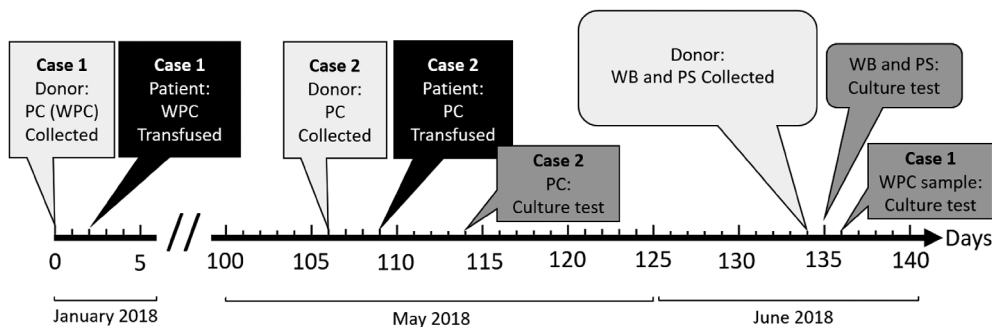 Case 1
Donor:
PC (WPC)
Collected
Case 1
Patient:
WPC
Transfused
Case 2
Donor:
PC
Collected
Case 2
Patient:
PC
Transfused
Case 2
PC:
Culture test
Donor:
WB and PS Collected
WB and PS:
Culture test
Case 1
WPC sample:
Culture test
0 5 100 105 110 115 120 125 130 135 140 Days
January 2018 May 2018 June 2018